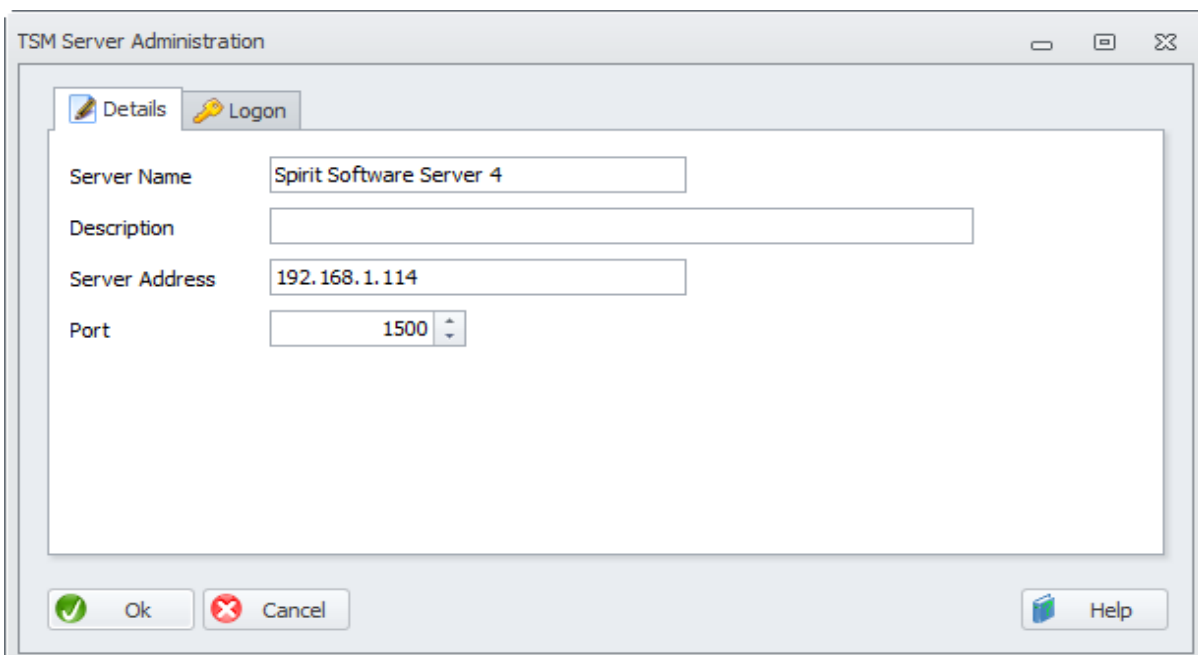 TSM Server Administration
Details Logon
Server Name Spirit Software Server 4
Description
Server Address 192.168.1.114
Port 1500
Ok Cancel Help